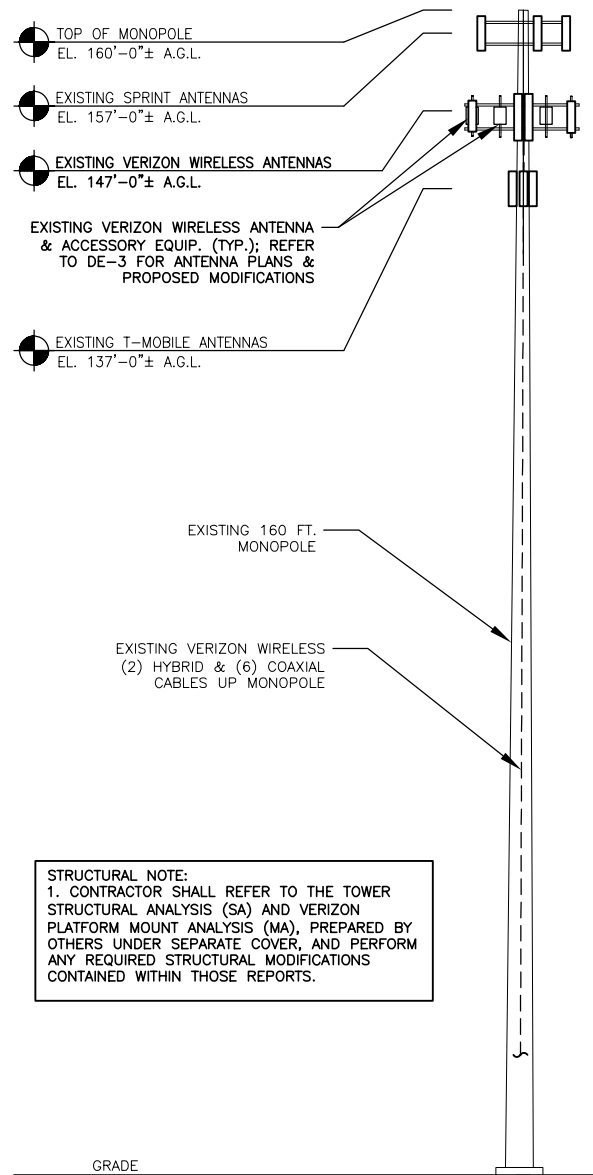 TOP OF MONOPOLE
EL. 160'-0"± A.G.L.
EXISTING SPRINT ANTENNAS
EL. 157'-0"± A.G.L.
EXISTING VERIZON WIRELESS ANTENNAS
EL. 147'-0"± A.G.L.
EXISTING VERIZON WIRELESS ANTENNA
& ACCESSORY EQUIP. (TYP.); REFER
TO DE-3 FOR ANTENNA PLANS &
PROPOSED MODIFICATIONS
EXISTING T-MOBILE ANTENNAS
EL. 137'-0"± A.G.L.
EXISTING 160 FT.
MONOPOLE
EXISTING VERIZON WIRELESS
(2) HYBRID & (6) COAXIAL
CABLES UP MONOPOLE
STRUCTURAL NOTE:
1. CONTRACTOR SHALL REFER TO THE TOWER
STRUCTURAL ANALYSIS (SA) AND VERIZON
PLATFORM MOUNT ANALYSIS (MA), PREPARED BY
OTHERS UNDER SEPARATE COVER, AND PERFORM
ANY REQUIRED STRUCTURAL MODIFICATIONS
CONTAINED WITHIN THOSE REPORTS.
GRADE